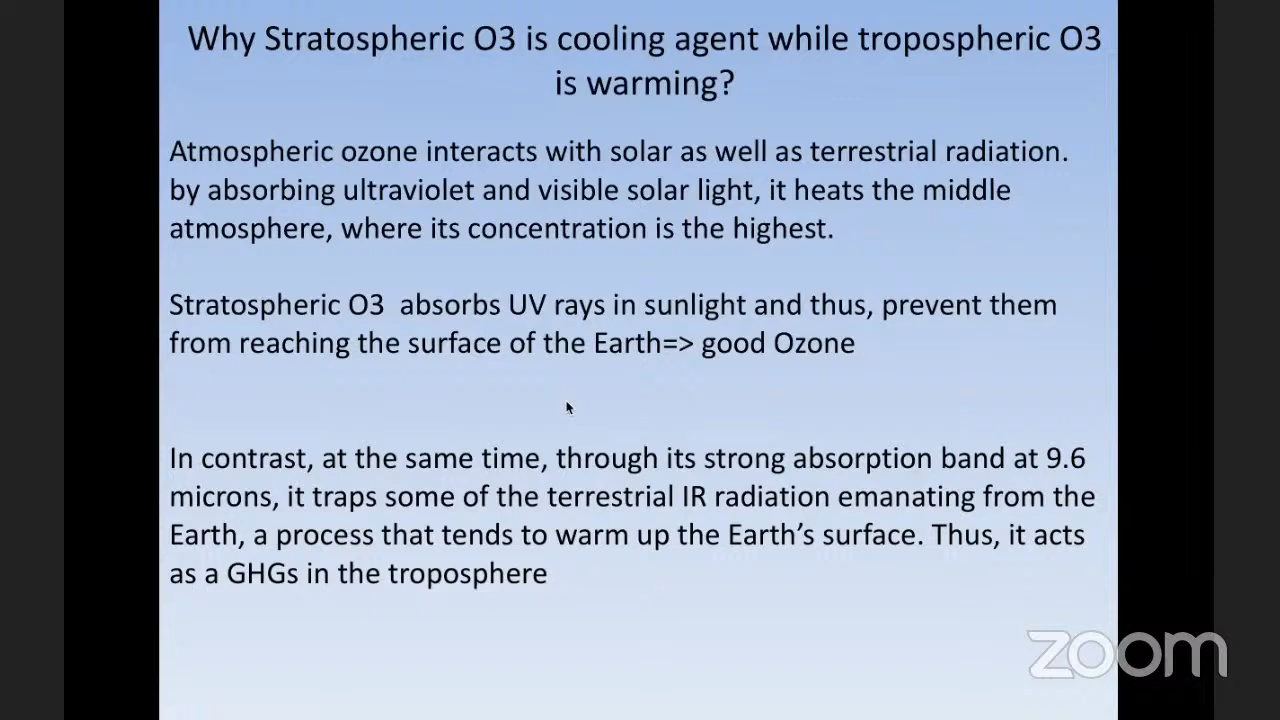 Why Stratospheric O3 is cooling agent while tropospheric O3
is warming?
Atmospheric ozone interacts with solar as well as terrestrial radiation.
by absorbing ultraviolet and visible solar light, it heats the middle
atmosphere, where its concentration is the highest.
Stratospheric O3  absorbs UV rays in sunlight and thus, prevent them
from reaching the surface of the Earth=> good Ozone
In contrast, at the same time, through its strong absorption band at 9.6
microns, it traps some of the terrestrial IR radiation emanating from the
Earth, a process that tends to warm up the Earth’s surface. Thus, it acts
as a GHGs in the troposphere
zoom